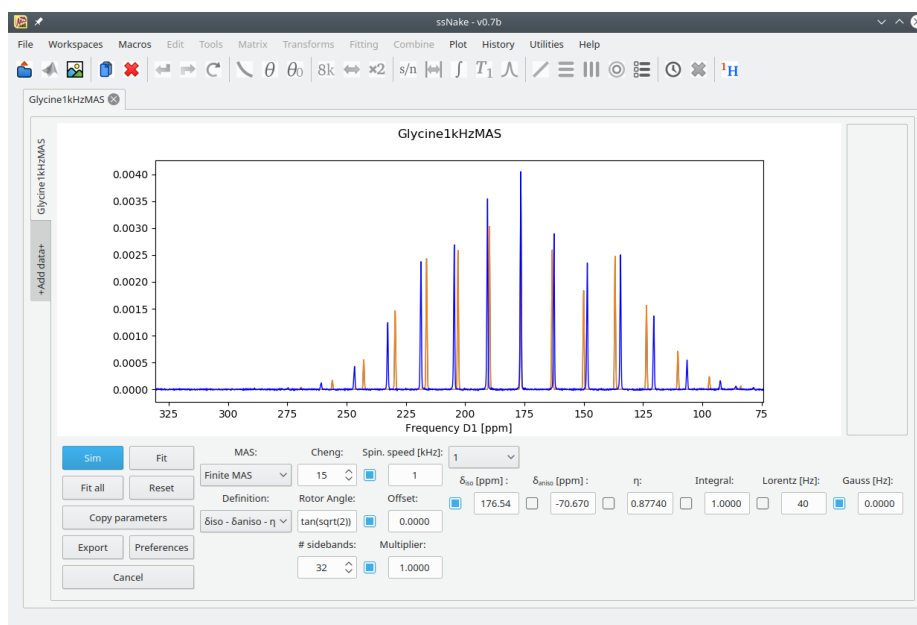 ssNake - v0.7b
File Workspaces Macros Edit Tools Matrix Transforms Fitting Combine Plot History Utilities Help
θ θ₀ 8k ×2 s/n ∫ T₁ ¹H
Glycine1kHzMAS
Glycine1kHzMAS
+Add data+
Glycine1kHzMAS
0.0040
0.0035
0.0030
0.0025
0.0020
0.0015
0.0010
0.0005
0.0000
325 300 275 250 225 200 175 150 125 100 75
Frequency D1 [ppm]
Sim Fit
Fit all Reset
Copy parameters
Export Preferences
Cancel
MAS: Cheng: Spin. speed [kHz]:
Finite MAS 15 1
Definition: Rotor Angle: Offset:
δiso - δaniso - η tan(sqrt(2)) 0.0000
# sidebands: Multiplier:
32 1.0000
1
δiso [ppm] : δaniso [ppm] : η: Integral: Lorentz [Hz]: Gauss [Hz]:
176.54 -70.670 0.87740 1.0000 40 0.0000